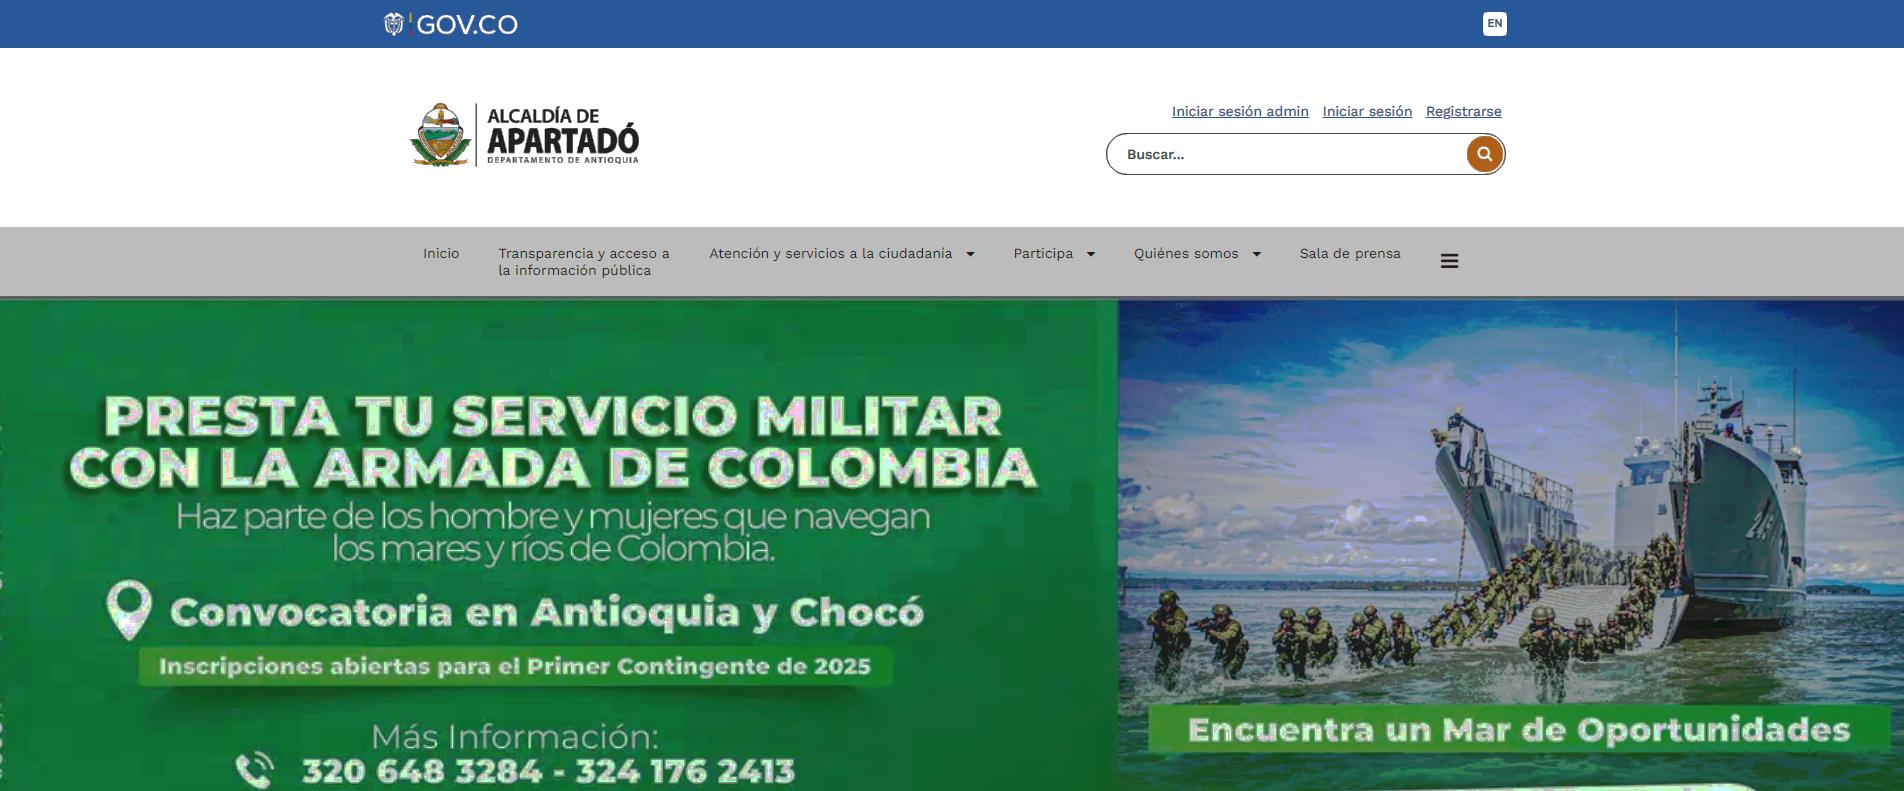 GOV.CO
EN
ALCALDÍA DE
APARTADÓ
DEPARTAMENTO DE ANTIOQUIA
Iniciar sesión admin Iniciar sesión Registrarse
Buscar...
Inicio
Transparencia y acceso a
la información pública
Atención y servicios a la ciudadanía
Participa
Quiénes somos
Sala de prensa
PRESTA TU SERVICIO MILITAR
CON LA ARMADA DE COLOMBIA
Haz parte de los hombre y mujeres que navegan
los mares y ríos de Colombia.
Convocatoria en Antioquia y Chocó
Inscripciones abiertas para el Primer Contingente de 2025
Más Información:
320 648 3284 - 324 176 2413
Encuentra un Mar de Oportunidades